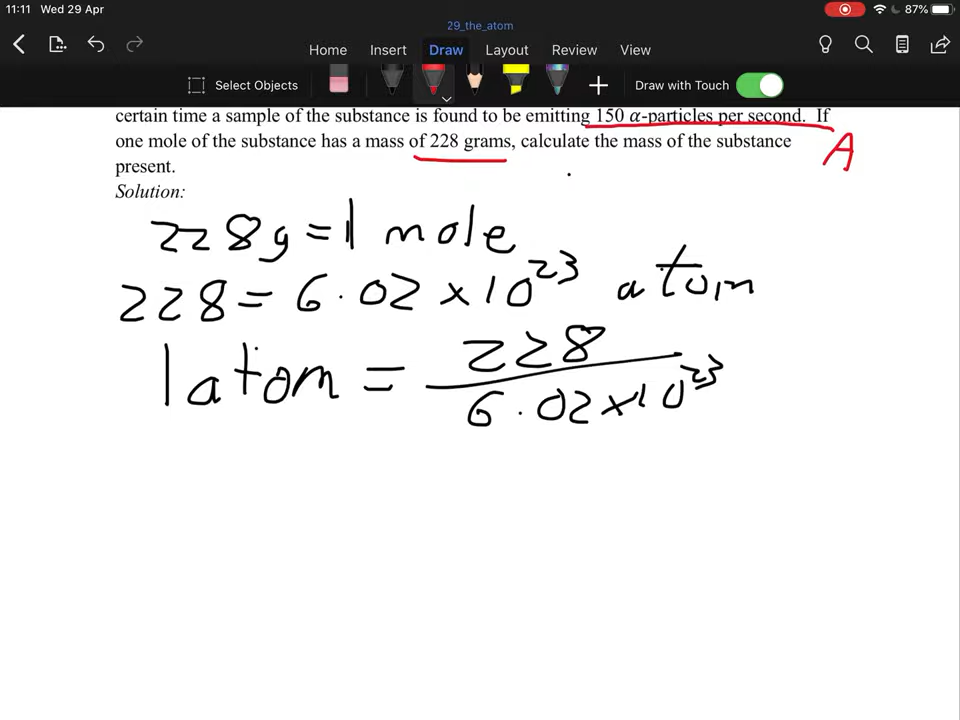 11:11 Wed 29 Apr 87%
29_the_atom
Home Insert Draw Layout Review View
Select Objects Draw with Touch
certain time a sample of the substance is found to be emitting 150 α-particles per second. If
one mole of the substance has a mass of 228 grams, calculate the mass of the substance A
present.
Solution:
228g = 1 mole
228 = 6.02 × 10²³ atom
1 atom = 228
6.02 × 10²³